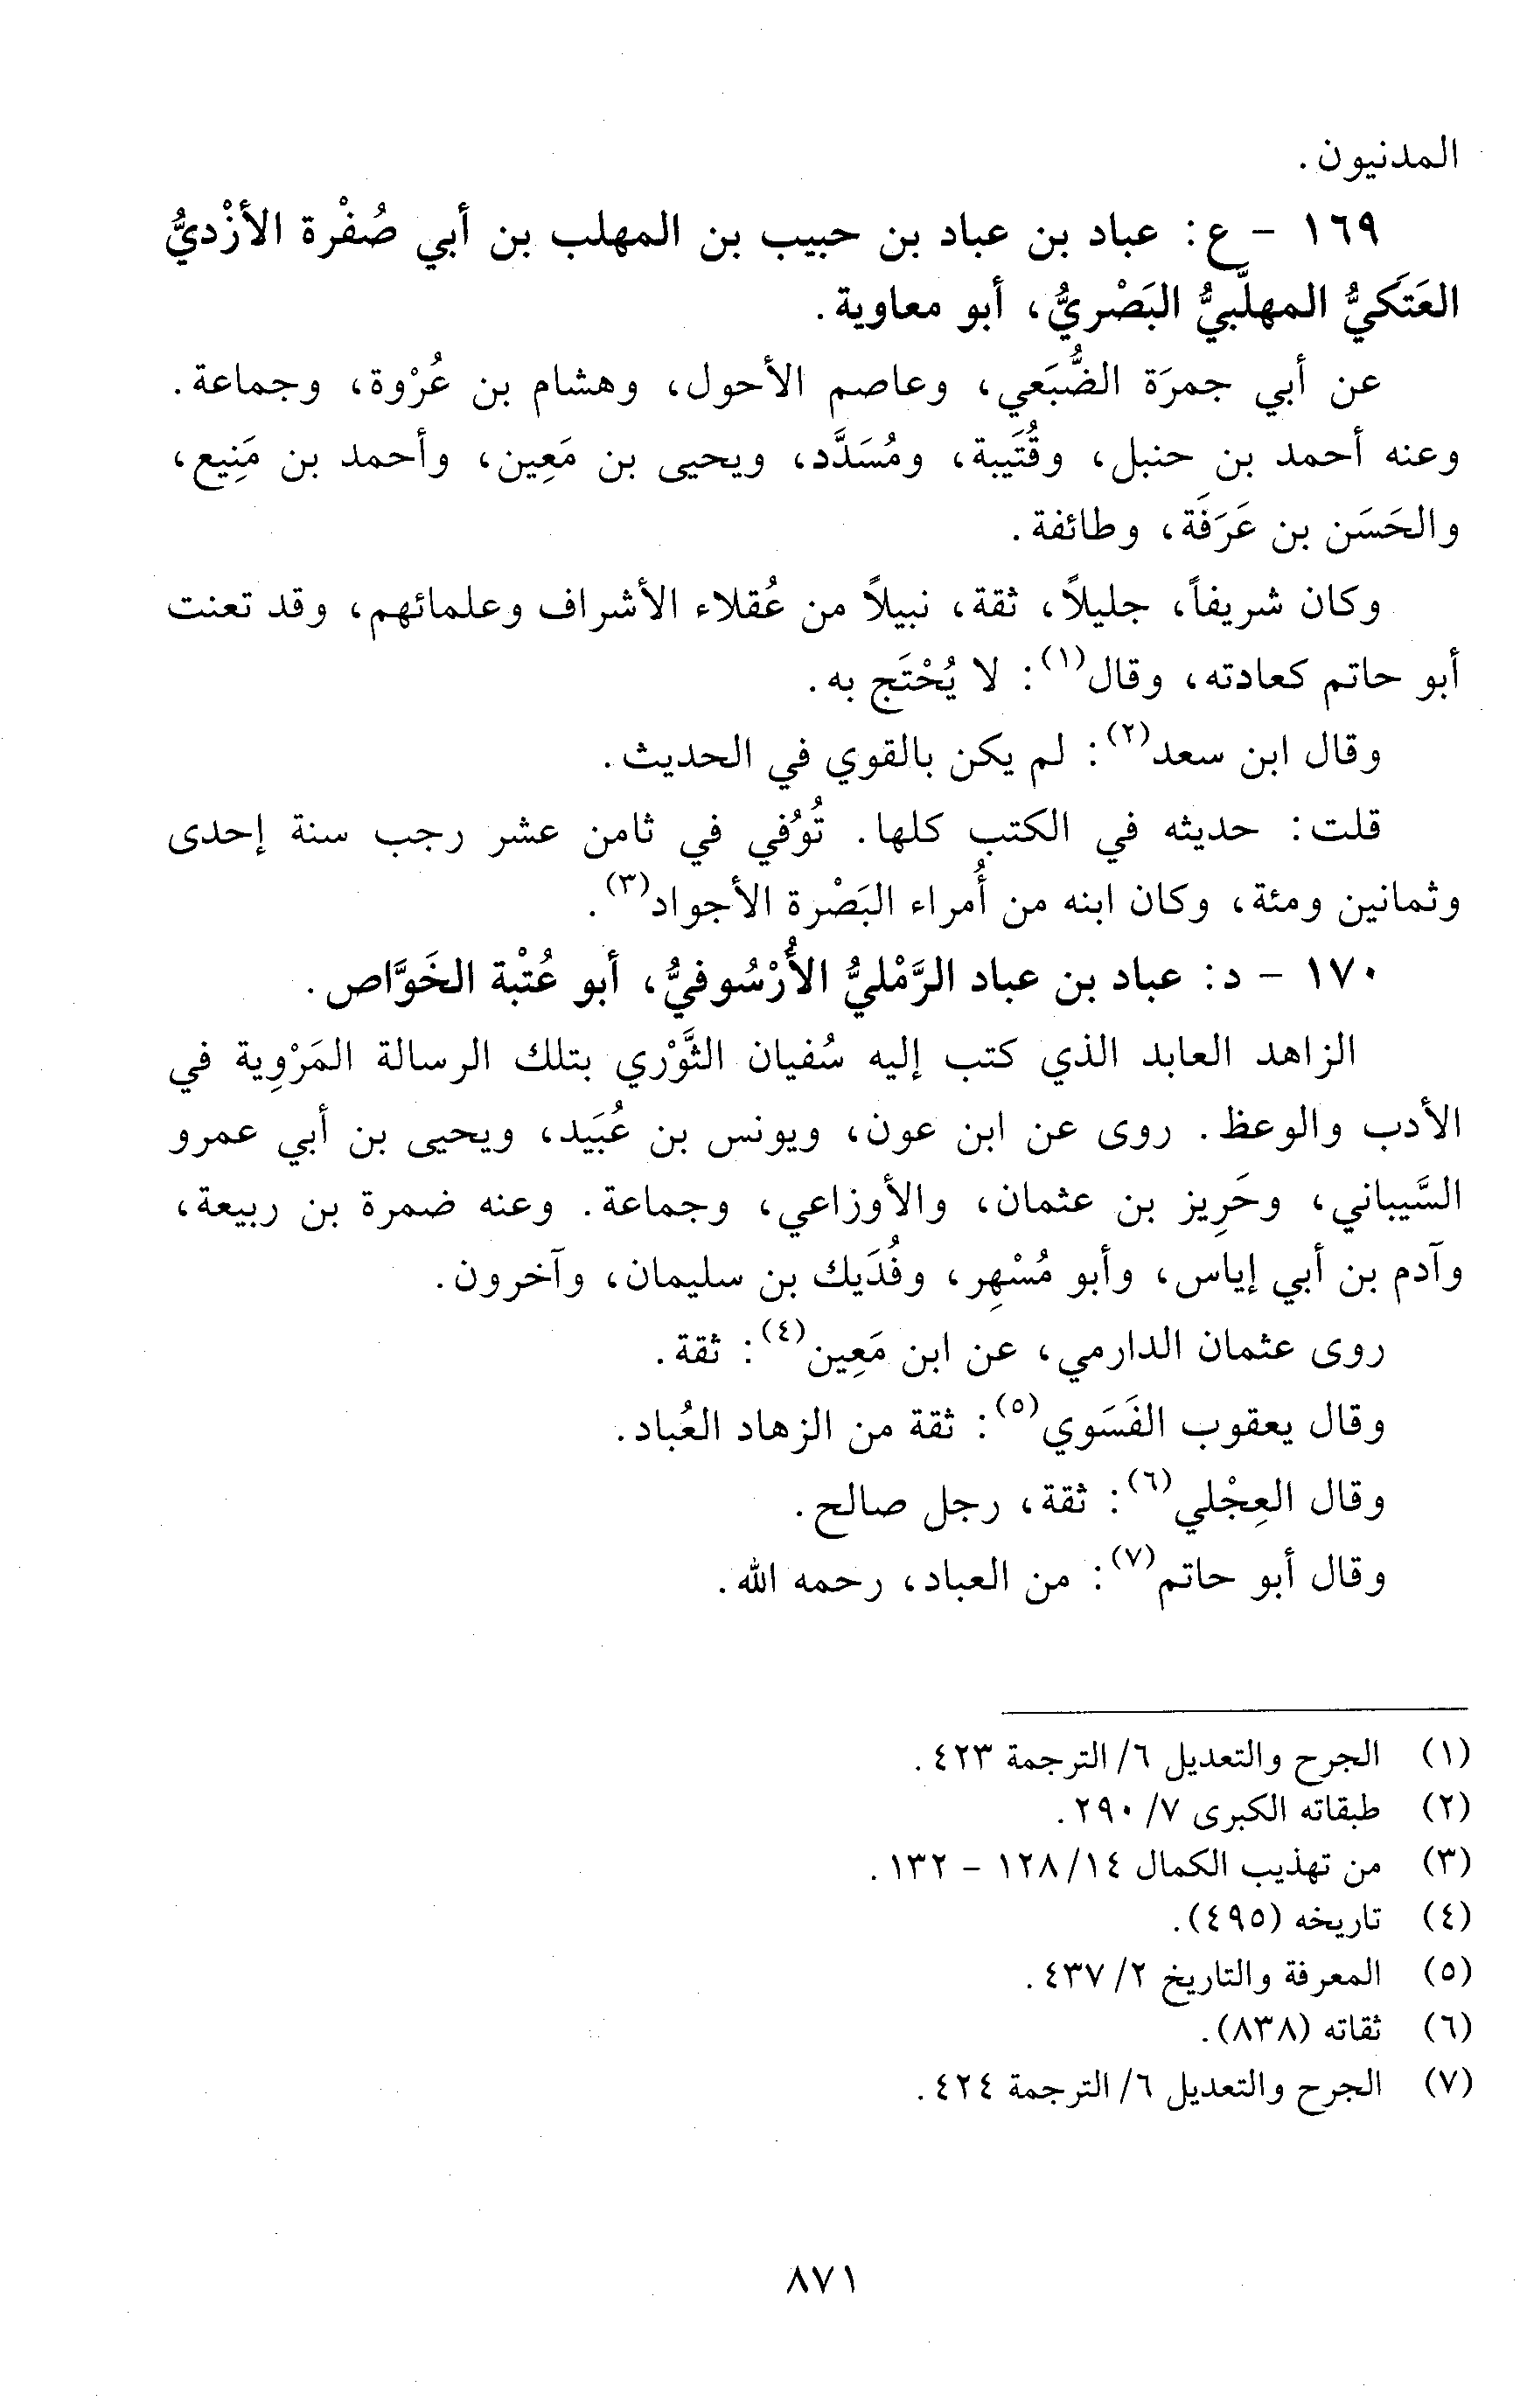 المدنيون.
١٦٩ - ع: عباد بن عباد بن حبيب بن المهلب بن أبي صُفْرة الأزْديُّ
العَتَكيُّ المهلَّبيُّ البَصْريُّ، أبو معاوية.
عن أبي جمرَة الضُّبَعي، وعاصم الأحول، وهشام بن عُرْوة، وجماعة.
وعنه أحمد بن حنبل، وقُتَيبة، ومُسَدَّد، ويحيى بن مَعِين، وأحمد بن مَنِيع،
والحَسَن بن عَرَفَة، وطائفة.
وكان شريفاً، جليلاً، ثقة، نبيلاً من عُقلاء الأشراف وعلمائهم، وقد تعنت
أبو حاتم كعادته، وقال(١): لا يُحْتَج به.
وقال ابن سعد(٢): لم يكن بالقوي في الحديث.
قلت: حديثه في الكتب كلها. تُوُفي في ثامن عشر رجب سنة إحدى
وثمانين ومئة، وكان ابنه من أُمراء البَصْرة الأجواد(٣).
١٧٠ - د: عباد بن عباد الرَّمْليُّ الأُرْسُوفيُّ، أبو عُتْبة الخَوَّاص.
الزاهد العابد الذي كتب إليه سُفيان الثَّوْري بتلك الرسالة المَرْوِية في
الأدب والوعظ. روى عن ابن عون، ويونس بن عُبَيد، ويحيى بن أبي عمرو
السَّيباني، وحَرِيز بن عثمان، والأوزاعي، وجماعة. وعنه ضمرة بن ربيعة،
وآدم بن أبي إياس، وأبو مُسْهِر، وفُدَيك بن سليمان، وآخرون.
روى عثمان الدارمي، عن ابن مَعِين(٤): ثقة.
وقال يعقوب الفَسَوي(٥): ثقة من الزهاد العُباد.
وقال العِجْلي(٦): ثقة، رجل صالح.
وقال أبو حاتم(٧): من العباد، رحمه الله.
(١) الجرح والتعديل ٦/ الترجمة ٤٢٣.
(٢) طبقاته الكبرى ٧/ ٢٩٠.
(٣) من تهذيب الكمال ١٤/ ١٢٨ - ١٣٢.
(٤) تاريخه (٤٩٥).
(٥) المعرفة والتاريخ ٢/ ٤٣٧.
(٦) ثقاته (٨٣٨).
(٧) الجرح والتعديل ٦/ الترجمة ٤٢٤.
٨٧١